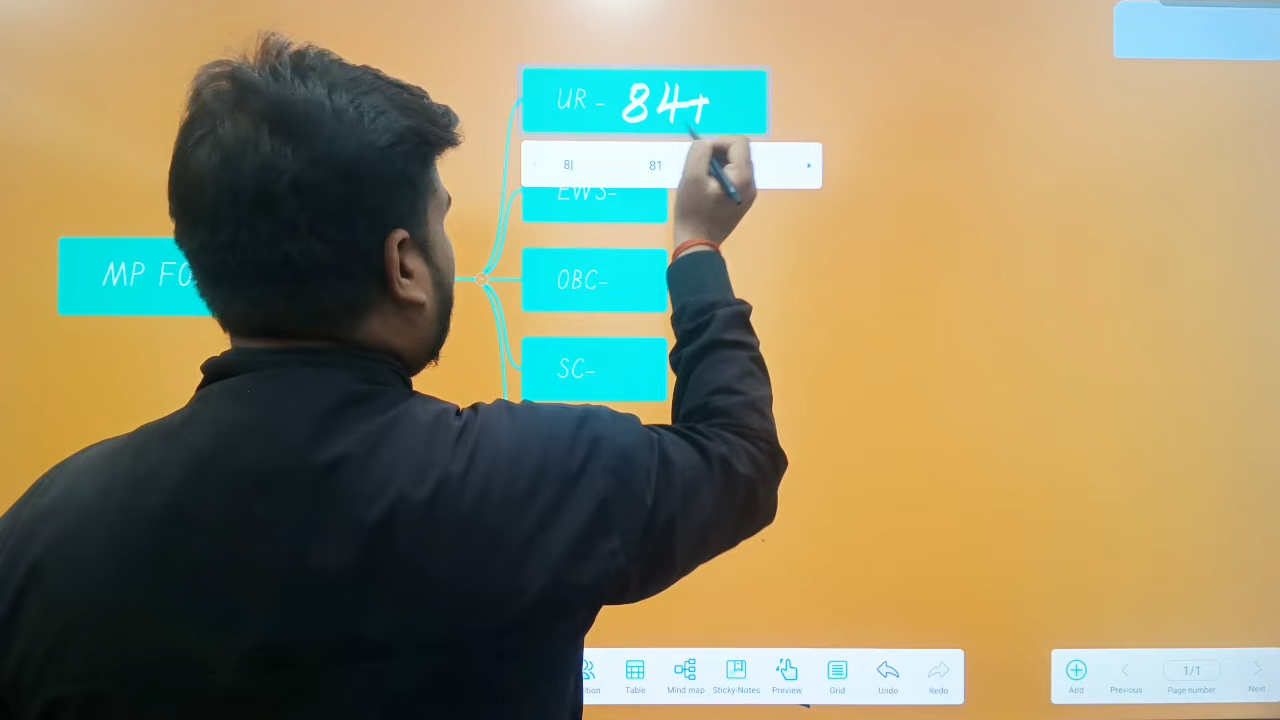 UR - 84+
8| 81
EWS-
MP FO
OBC-
SC-
Table Mind map Sticky-Notes Preview Grid Undo Redo
Add Previous 1/1 Page number Next